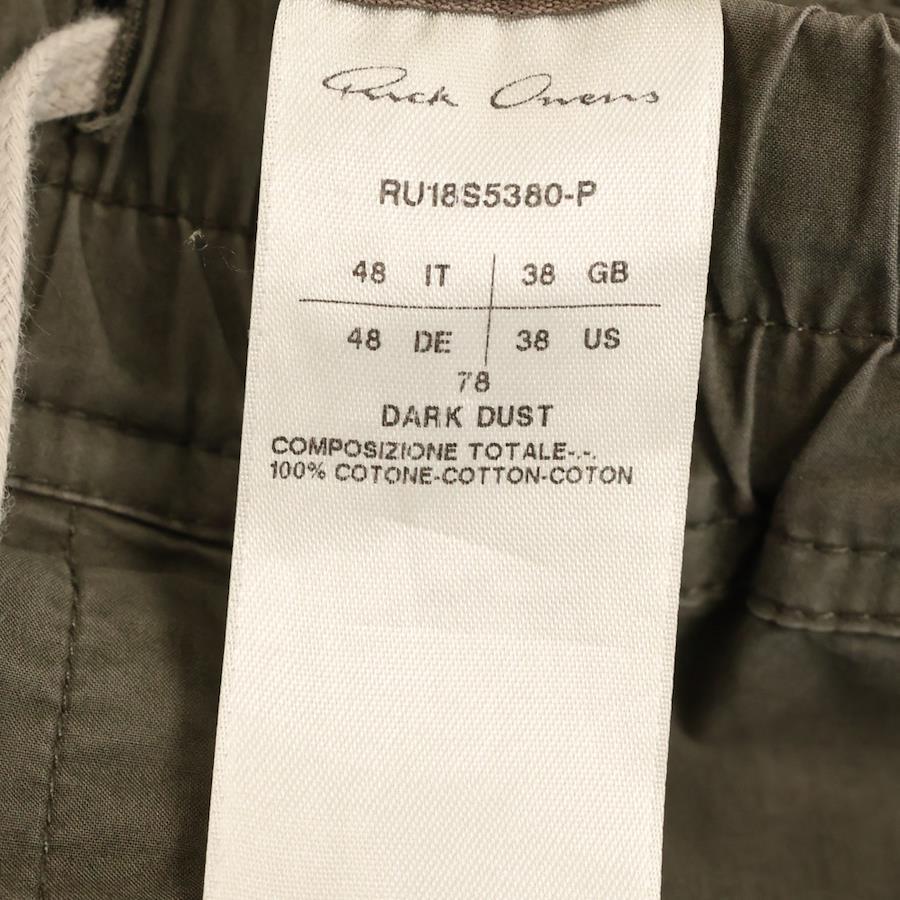 Rick Owens
RU18S5380-P
48 IT 38 GB
48 DE 38 US
78
DARK DUST
COMPOSIZIONE TOTALE-.-.
100% COTONE-COTTON-COTON